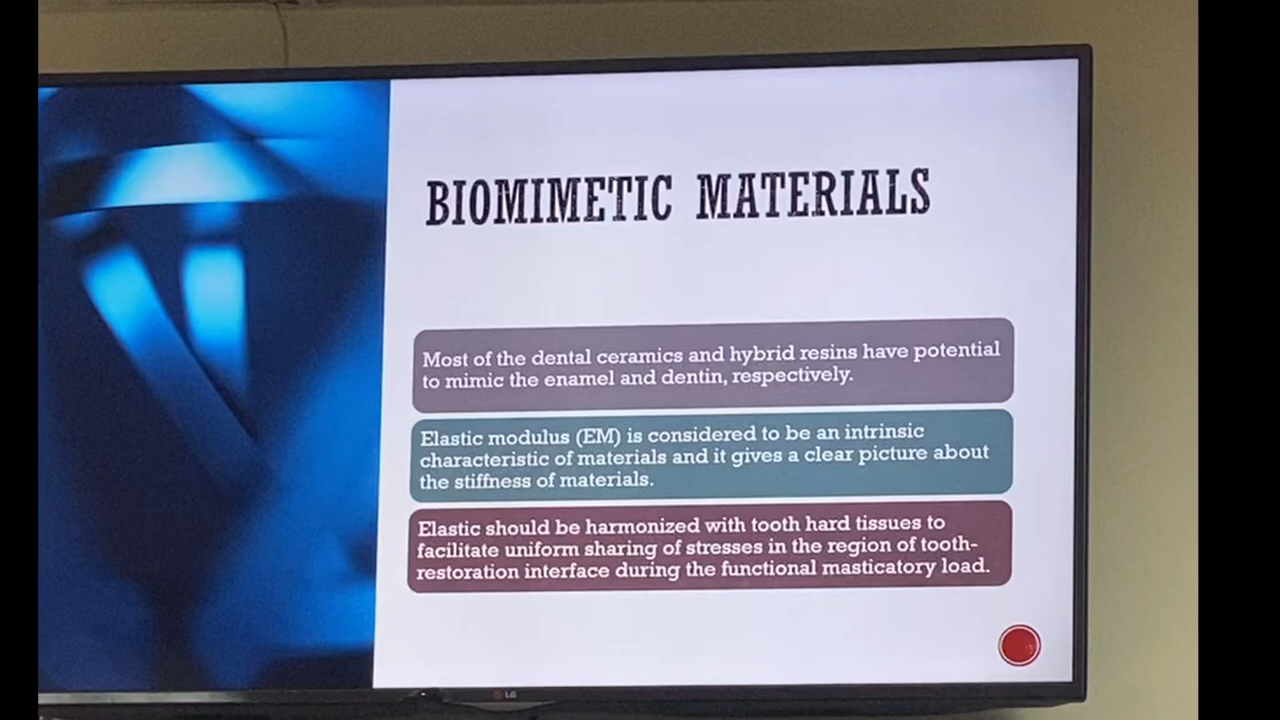 BIOMIMETIC MATERIALS
Most of the dental ceramics and hybrid resins have potential
to mimic the enamel and dentin, respectively.
Elastic modulus (EM) is considered to be an intrinsic
characteristic of materials and it gives a clear picture about
the stiffness of materials.
Elastic should be harmonized with tooth hard tissues to
facilitate uniform sharing of stresses in the region of tooth-
restoration interface during the functional masticatory load.
LG